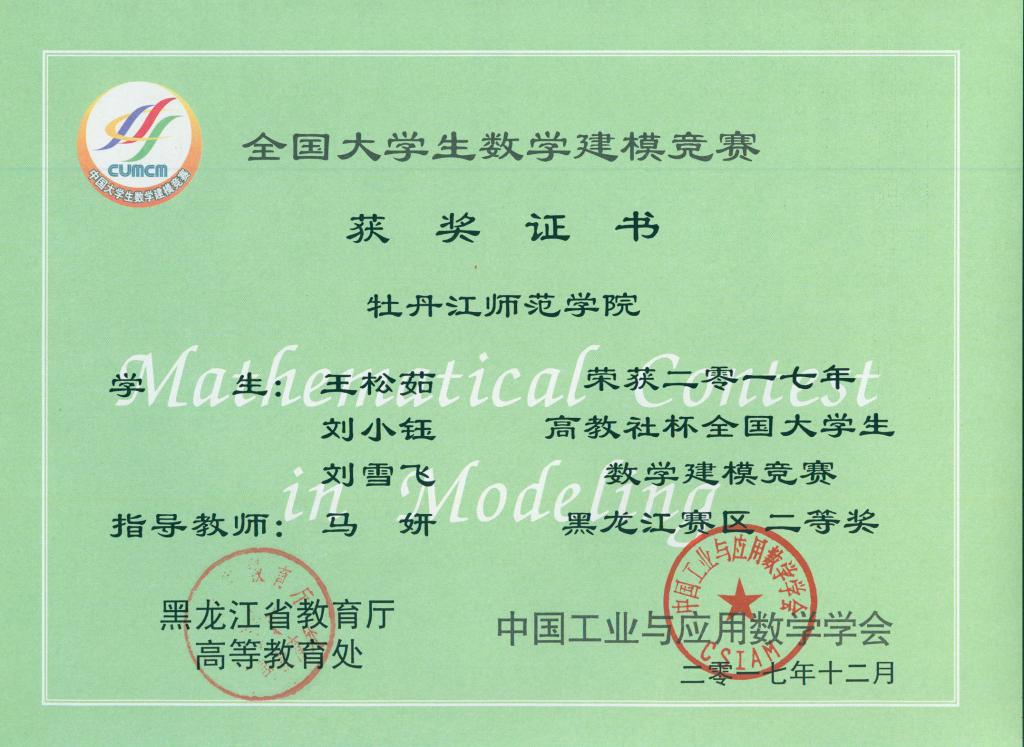 CUMCM
中国大学生数学建模竞赛
全国大学生数学建模竞赛
获奖证书
牡丹江师范学院
Mathematical Contest
in Modeling
学生： 王松茹 荣获二零一七年
刘小钰 高教社杯全国大学生
刘雪飞 数学建模竞赛
指导教师： 马妍 黑龙江赛区 二等奖
黑龙江省教育厅
高等教育处
中国工业与应用数学学会
二零一七年十二月
中国工业与应用数学学会
CSIAM
教育厅